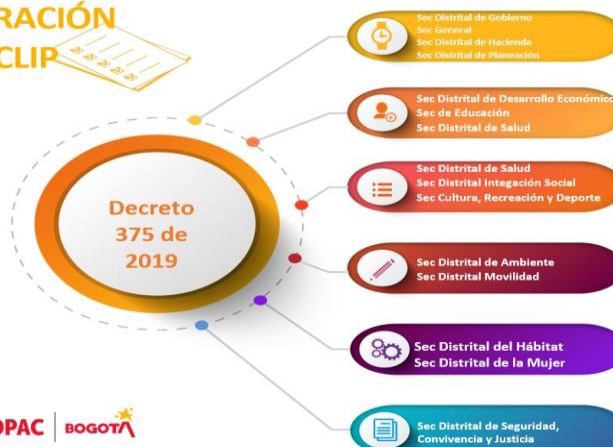 RACIÓN
CLIP
Decreto
375 de
2019
Sec Distrital de Gobierno
Sec General
Sec Distrital de Hacienda
Sec Distrital de Planeación
Sec Distrital de Desarrollo Económico
Sec de Educación
Sec Distrital de Salud
Sec Distrital de Salud
Sec Distrital Integación Social
Sec Cultura, Recreación y Deporte
Sec Distrital de Ambiente
Sec Distrital Movilidad
Sec Distrital del Hábitat
Sec Distrital de la Mujer
Sec Distrital de Seguridad,
Convivencia y Justicia
OPAC
BOGOTÁ